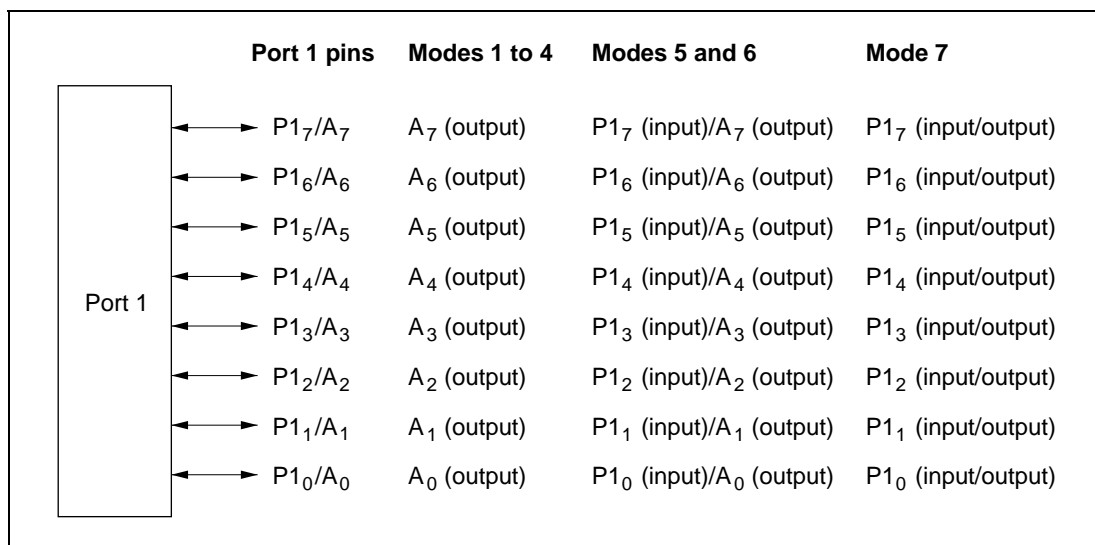 Port 1 pins Modes 1 to 4 Modes 5 and 6 Mode 7
P1₇/A₇ A₇ (output) P1₇ (input)/A₇ (output) P1₇ (input/output)
P1₆/A₆ A₆ (output) P1₆ (input)/A₆ (output) P1₆ (input/output)
P1₅/A₅ A₅ (output) P1₅ (input)/A₅ (output) P1₅ (input/output)
P1₄/A₄ A₄ (output) P1₄ (input)/A₄ (output) P1₄ (input/output)
Port 1
P1₃/A₃ A₃ (output) P1₃ (input)/A₃ (output) P1₃ (input/output)
P1₂/A₂ A₂ (output) P1₂ (input)/A₂ (output) P1₂ (input/output)
P1₁/A₁ A₁ (output) P1₁ (input)/A₁ (output) P1₁ (input/output)
P1₀/A₀ A₀ (output) P1₀ (input)/A₀ (output) P1₀ (input/output)